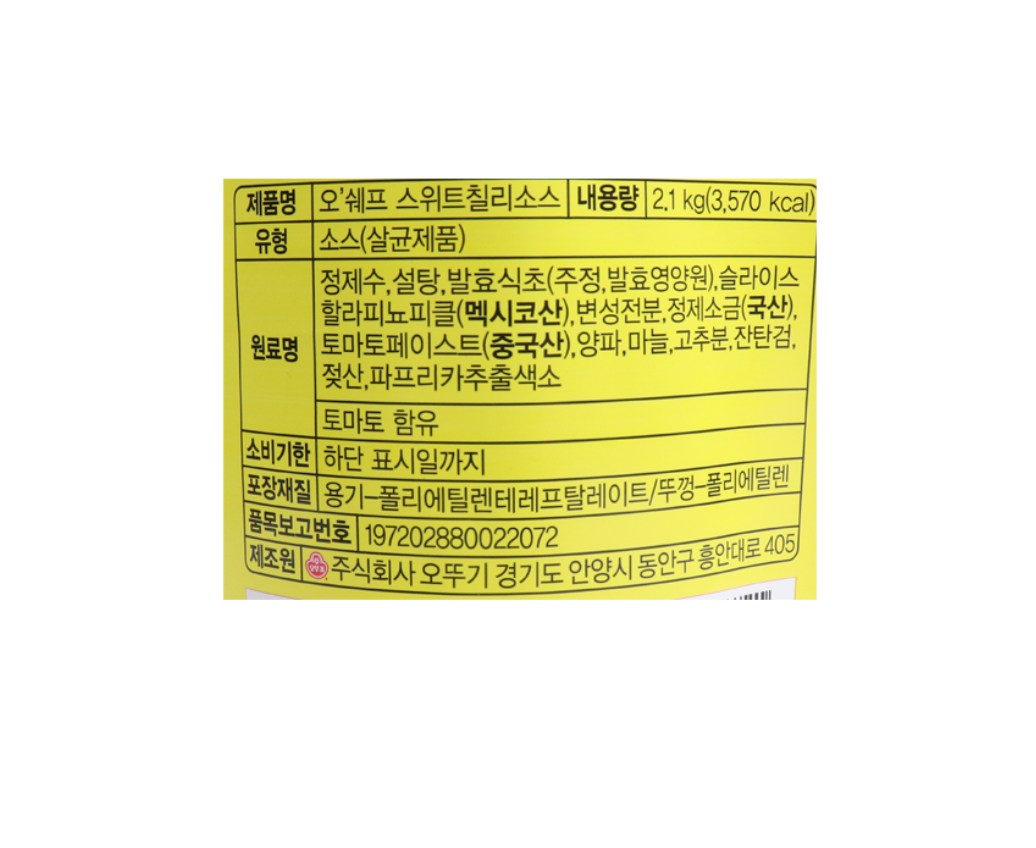 제품명 오'쉐프 스위트칠리소스 내용량 2.1 kg(3,570 kcal)
유형 소스(살균제품)
원료명 정제수,설탕,발효식초(주정,발효영양원),슬라이스
할라피뇨피클(멕시코산),변성전분,정제소금(국산),
토마토페이스트(중국산),양파,마늘,고추분,잔탄검,
젖산,파프리카추출색소
토마토 함유
소비기한 하단 표시일까지
포장재질 용기-폴리에틸렌테레프탈레이트/뚜껑-폴리에틸렌
품목보고번호 197202880022072
제조원 오뚜기 주식회사 오뚜기 경기도 안양시 동안구 흥안대로 405